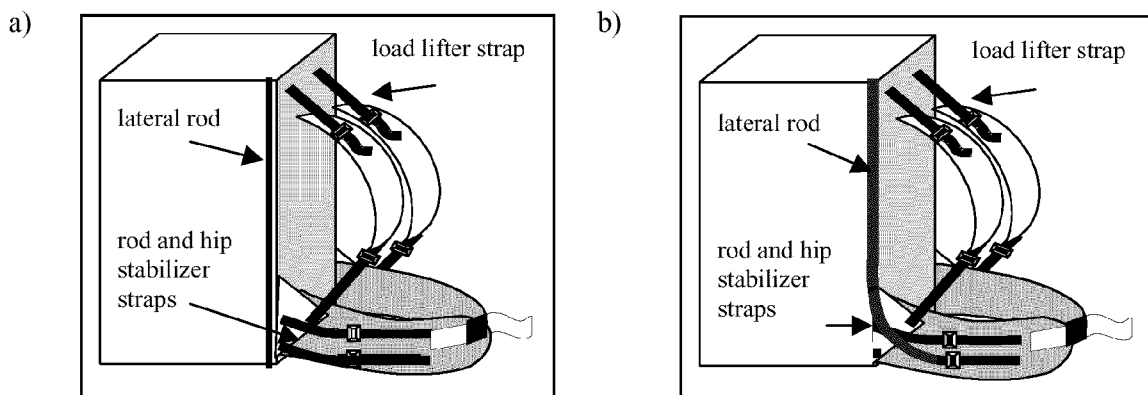 a)
load lifter strap
lateral rod
rod and hip
stabilizer
straps
b)
load lifter strap
lateral rod
rod and hip
stabilizer
straps